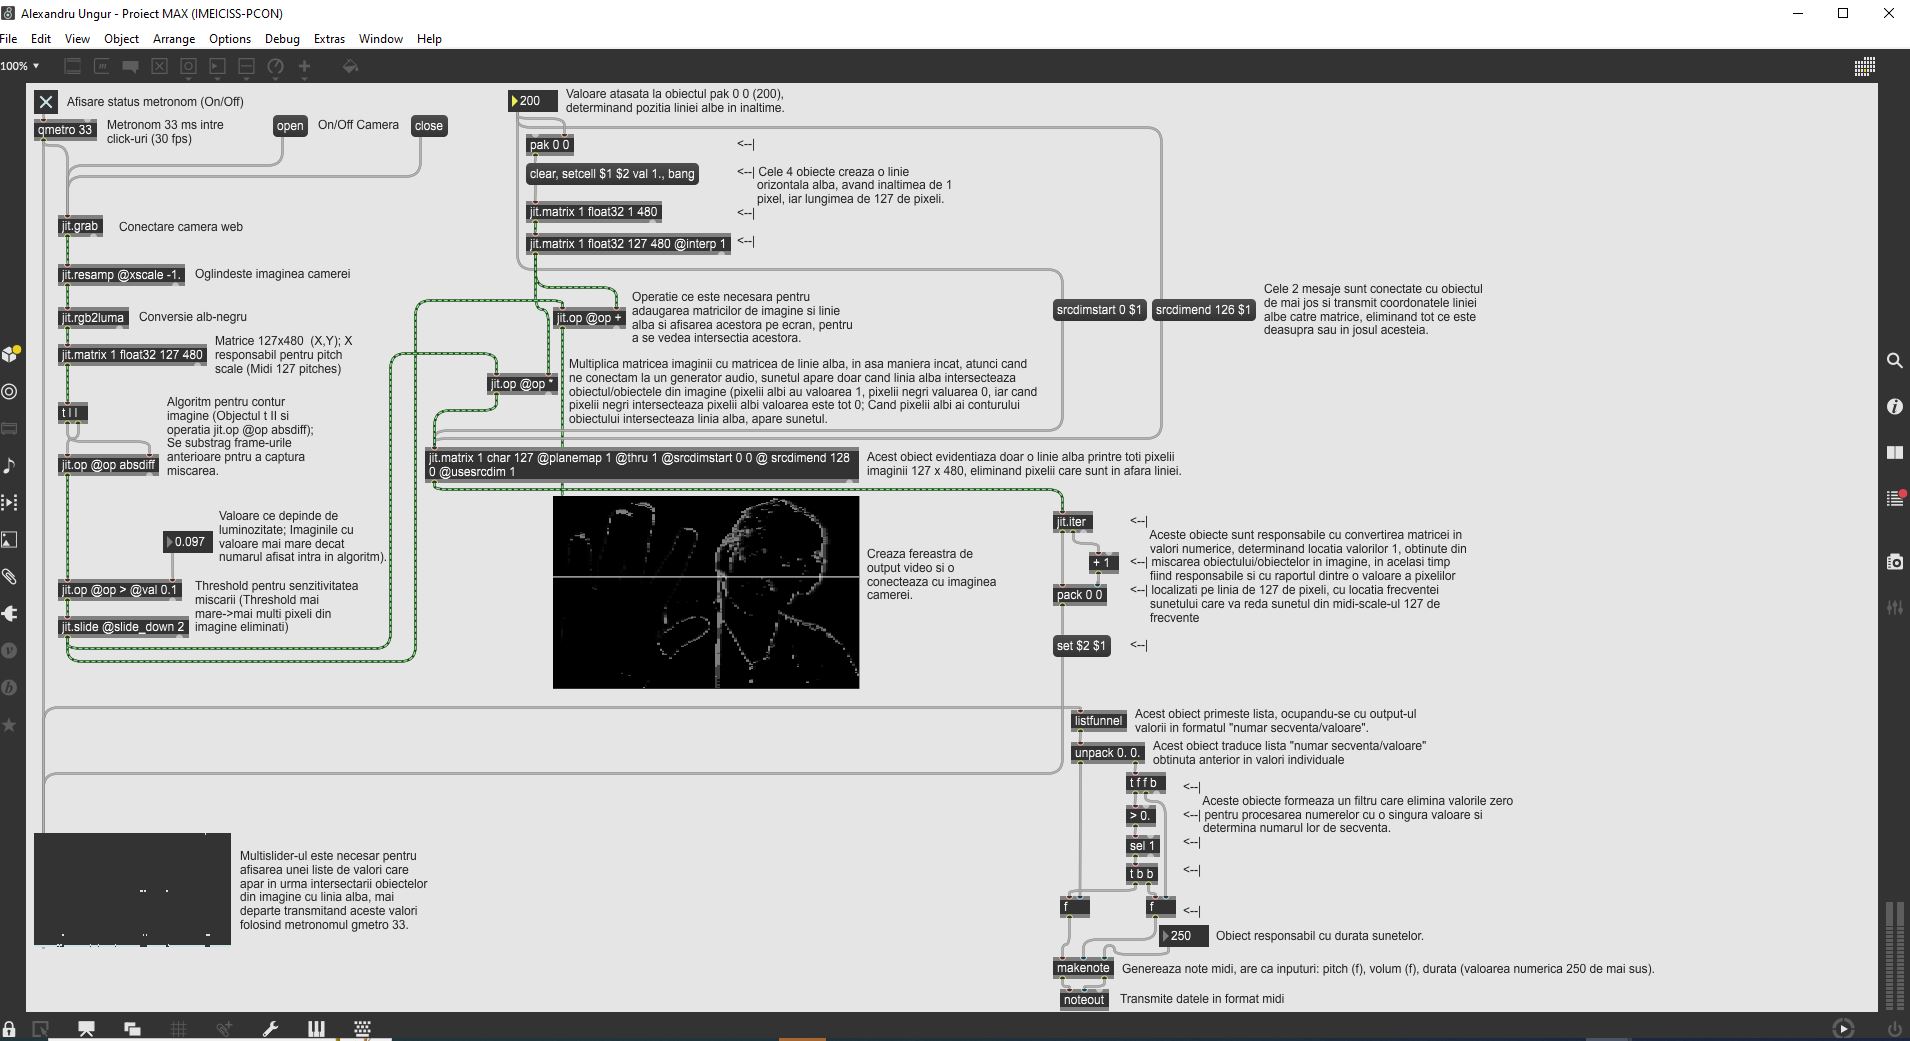 Alexandru Ungur - Proiect MAX (IMEICISS-PCON)
File Edit View Object Arrange Options Debug Extras Window Help
100%
Afisare status metronom (On/Off)
qmetro 33
Metronom 33 ms intre
click-uri (30 fps)
open
On/Off Camera
close
jit.grab
Conectare camera web
jit.resamp @xscale -1.
Oglindeste imaginea camerei
jit.rgb2luma
Conversie alb-negru
jit.matrix 1 float32 127 480
Matrice 127x480 (X,Y); X
responsabil pentru pitch
scale (Midi 127 pitches)
t l l
jit.op @op absdiff
Algoritm pentru contur
imagine (Objectul t ll si
operatia jit.op @op absdiff);
Se substrag frame-urile
anterioare pntru a captura
miscarea.
0.097
Valoare ce depinde de
luminozitate; Imaginile cu
valoare mai mare decat
numarul afisat intra in algoritm).
jit.op @op > @val 0.1
jit.slide @slide_down 2
Threshold pentru senzitivitatea
miscarii (Threshold mai
mare->mai multi pixeli din
imagine eliminati)
200
Valoare atasata la obiectul pak 0 0 (200),
determinand pozitia liniei albe in inaltime.
pak 0 0
<--|
clear, setcell $1 $2 val 1., bang
<--| Cele 4 obiecte creaza o linie
orizontala alba, avand inaltimea de 1
pixel, iar lungimea de 127 de pixeli.
jit.matrix 1 float32 1 480
<--|
jit.matrix 1 float32 127 480 @interp 1
<--|
jit.op @op +
Operatie ce este necesara pentru
adaugarea matricilor de imagine si linie
alba si afisarea acestora pe ecran, pentru
a se vedea intersectia acestora.
jit.op @op *
Multiplica matricea imaginii cu matricea de linie alba, in asa maniera incat, atunci cand
ne conectam la un generator audio, sunetul apare doar cand linia alba intersecteaza
obiectul/obiectele din imagine (pixelii albi au valoarea 1, pixelii negri valuarea 0, iar cand
pixelii negri intersecteaza pixelii albi valoarea este tot 0; Cand pixelii albi ai conturului
obiectului intersecteaza linia alba, apare sunetul.
srcdimstart 0 $1
srcdimend 126 $1
Cele 2 mesaje sunt conectate cu obiectul
de mai jos si transmit coordonatele liniei
albe catre matrice, eliminand tot ce este
deasupra sau in josul acesteia.
jit.matrix 1 char 127 @planemap 1 @thru 1 @srcdimstart 0 0 @ srcdimend 128
0 @usesrcdim 1
Acest obiect evidentiaza doar o linie alba printre toti pixelii
imaginii 127 x 480, eliminand pixelii care sunt in afara liniei.
Creaza fereastra de
output video si o
conecteaza cu imaginea
camerei.
jit.iter
<--|
+ 1
pack 0 0
Aceste obiecte sunt responsabile cu convertirea matricei in
valori numerice, determinand locatia valorilor 1, obtinute din
<--| miscarea obiectului/obiectelor in imagine, in acelasi timp
fiind responsabile si cu raportul dintre o valoare a pixelilor
<--| localizati pe linia de 127 de pixeli, cu locatia frecventei
sunetului care va reda sunetul din midi-scale-ul 127 de
frecvente
set $2 $1
<--|
listfunnel
Acest obiect primeste lista, ocupandu-se cu output-ul
valorii in formatul "numar secventa/valoare".
unpack 0. 0.
Acest obiect traduce lista "numar secventa/valoare"
obtinuta anterior in valori individuale
t f f b
<--|
> 0.
Aceste obiecte formeaza un filtru care elimina valorile zero
<--| pentru procesarea numerelor cu o singura valoare si
determina numarul lor de secventa.
sel 1
<--|
t b b
<--|
f
f
<--|
250
Obiect responsabil cu durata sunetelor.
makenote
Genereaza note midi, are ca inputuri: pitch (f), volum (f), durata (valoarea numerica 250 de mai sus).
noteout
Transmite datele in format midi
Multislider-ul este necesar pentru
afisarea unei liste de valori care
apar in urma intersectarii obiectelor
din imagine cu linia alba, mai
departe transmitand aceste valori
folosind metronomul gmetro 33.